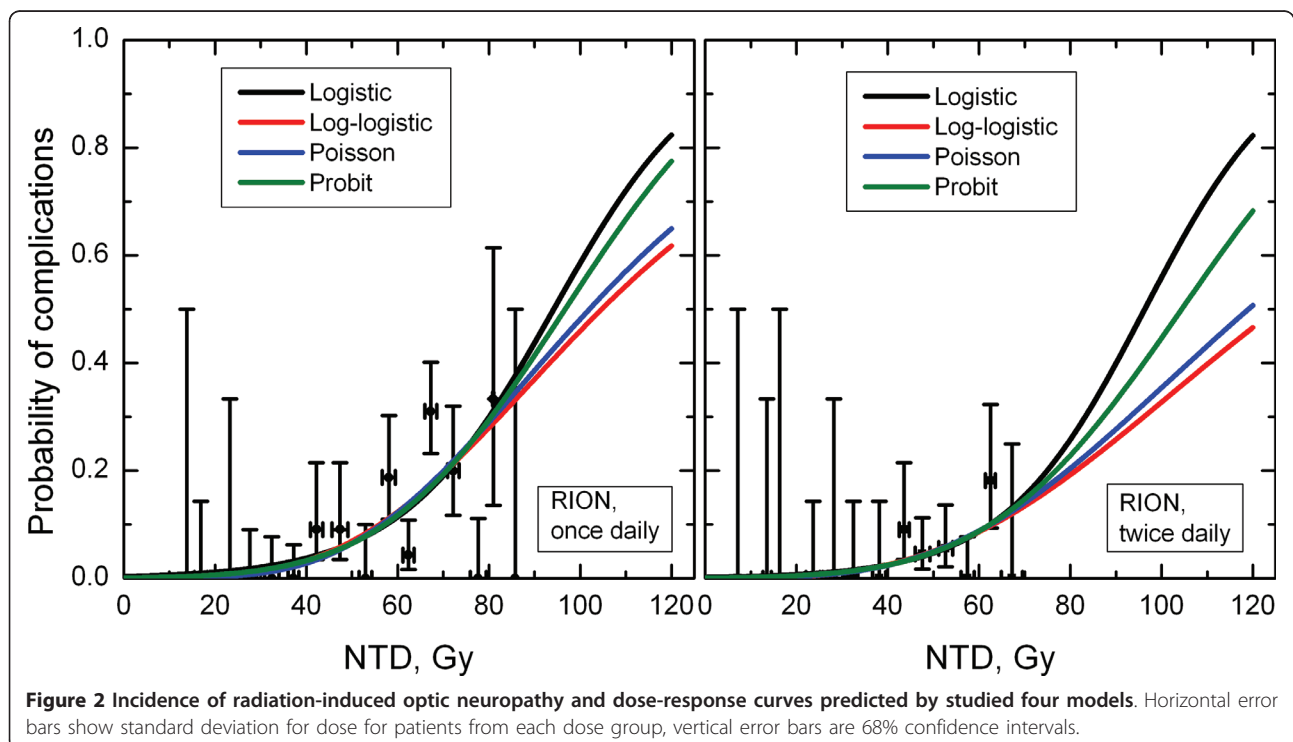 Probability of complications
1.0
0.8
0.6
0.4
0.2
0.0
Logistic
Log-logistic
Poisson
Probit
RION,
once daily
0 20 40 60 80 100 120
NTD, Gy
Logistic
Log-logistic
Poisson
Probit
RION,
twice daily
20 40 60 80 100 120
NTD, Gy
Figure 2 Incidence of radiation-induced optic neuropathy and dose-response curves predicted by studied four models. Horizontal error
bars show standard deviation for dose for patients from each dose group, vertical error bars are 68% confidence intervals.